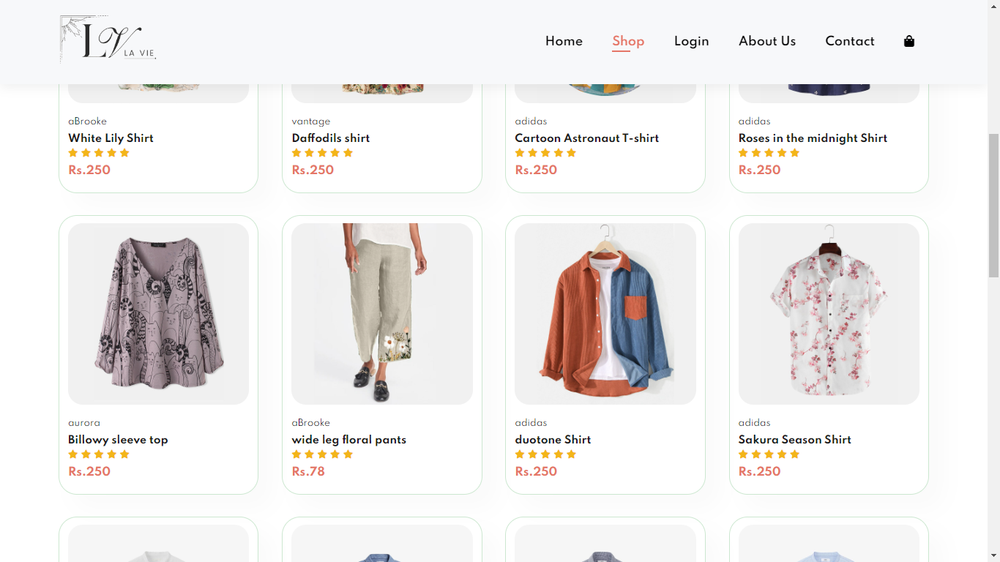 LV
LA VIE
Home Shop Login About Us Contact
aBrooke
White Lily Shirt
Rs.250
vantage
Daffodils shirt
Rs.250
adidas
Cartoon Astronaut T-shirt
Rs.250
adidas
Roses in the midnight Shirt
Rs.250
aurora
Billowy sleeve top
Rs.250
aBrooke
wide leg floral pants
Rs.78
adidas
duotone Shirt
Rs.250
adidas
Sakura Season Shirt
Rs.250